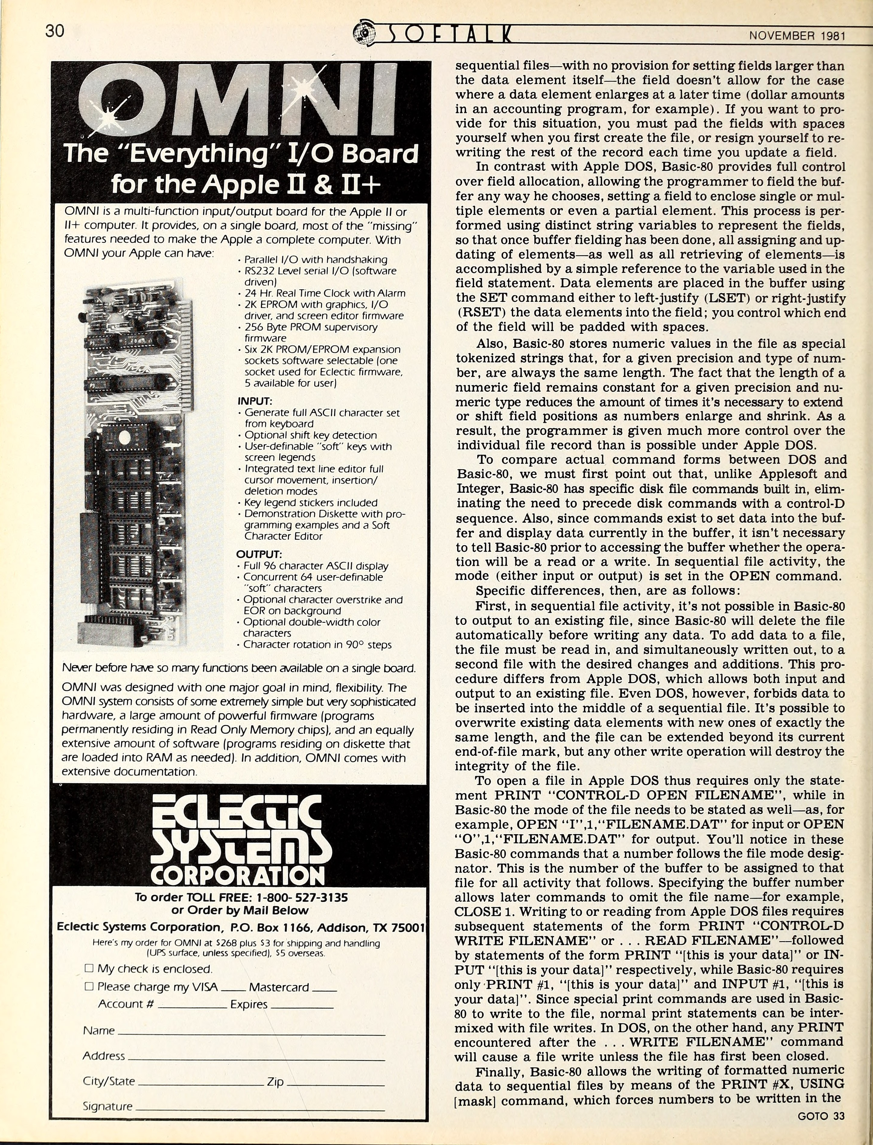 30
SOFTALK
NOVEMBER 1981
OMNI
The "Everything" I/O Board
for the Apple II & II+
OMNI is a multi-function input/output board for the Apple II or
II+ computer. It provides, on a single board, most of the "missing"
features needed to make the Apple a complete computer. With
OMNI your Apple can have:
· Parallel I/O with handshaking
· RS232 Level serial I/O (software
driven)
· 24 Hr. Real Time Clock with Alarm
· 2K EPROM with graphics, I/O
driver, and screen editor firmware
· 256 Byte PROM supervisory
firmware
· Six 2K PROM/EPROM expansion
sockets software selectable (one
socket used for Eclectic firmware,
5 available for user)
INPUT:
· Generate full ASCII character set
from keyboard
· Optional shift key detection
· User-definable "soft" keys with
screen legends
· Integrated text line editor full
cursor movement, insertion/
deletion modes
· Key legend stickers included
· Demonstration Diskette with pro-
gramming examples and a Soft
Character Editor
OUTPUT:
· Full 96 character ASCII display
· Concurrent 64 user-definable
"soft" characters
· Optional character overstrike and
EOR on background
· Optional double-width color
characters
· Character rotation in 90° steps
Never before have so many functions been available on a single board.
OMNI was designed with one major goal in mind, flexibility. The
OMNI system consists of some extremely simple but very sophisticated
hardware, a large amount of powerful firmware (programs
permanently residing in Read Only Memory chips), and an equally
extensive amount of software (programs residing on diskette that
are loaded into RAM as needed). In addition, OMNI comes with
extensive documentation.
ECLECTIC
SYSTEMS
CORPORATION
To order TOLL FREE: 1-800-527-3135
or Order by Mail Below
Eclectic Systems Corporation, P.O. Box 1166, Addison, TX 75001
Here's my order for OMNI at $268 plus $3 for shipping and handling
(UPS surface, unless specified), $5 overseas.
☐ My check is enclosed.
☐ Please charge my VISA ____ Mastercard ____
Account # __________ Expires __________
Name
Address
City/State __________ Zip __________
Signature
sequential files—with no provision for setting fields larger than
the data element itself—the field doesn't allow for the case
where a data element enlarges at a later time (dollar amounts
in an accounting program, for example). If you want to pro-
vide for this situation, you must pad the fields with spaces
yourself when you first create the file, or resign yourself to re-
writing the rest of the record each time you update a field.
In contrast with Apple DOS, Basic-80 provides full control
over field allocation, allowing the programmer to field the buf-
fer any way he chooses, setting a field to enclose single or mul-
tiple elements or even a partial element. This process is per-
formed using distinct string variables to represent the fields,
so that once buffer fielding has been done, all assigning and up-
dating of elements—as well as all retrieving of elements—is
accomplished by a simple reference to the variable used in the
field statement. Data elements are placed in the buffer using
the SET command either to left-justify (LSET) or right-justify
(RSET) the data elements into the field; you control which end
of the field will be padded with spaces.
Also, Basic-80 stores numeric values in the file as special
tokenized strings that, for a given precision and type of num-
ber, are always the same length. The fact that the length of a
numeric field remains constant for a given precision and nu-
meric type reduces the amount of times it's necessary to extend
or shift field positions as numbers enlarge and shrink. As a
result, the programmer is given much more control over the
individual file record than is possible under Apple DOS.
To compare actual command forms between DOS and
Basic-80, we must first point out that, unlike Applesoft and
Integer, Basic-80 has specific disk file commands built in, elim-
inating the need to precede disk commands with a control-D
sequence. Also, since commands exist to set data into the buf-
fer and display data currently in the buffer, it isn't necessary
to tell Basic-80 prior to accessing the buffer whether the opera-
tion will be a read or a write. In sequential file activity, the
mode (either input or output) is set in the OPEN command.
Specific differences, then, are as follows:
First, in sequential file activity, it's not possible in Basic-80
to output to an existing file, since Basic-80 will delete the file
automatically before writing any data. To add data to a file,
the file must be read in, and simultaneously written out, to a
second file with the desired changes and additions. This pro-
cedure differs from Apple DOS, which allows both input and
output to an existing file. Even DOS, however, forbids data to
be inserted into the middle of a sequential file. It's possible to
overwrite existing data elements with new ones of exactly the
same length, and the file can be extended beyond its current
end-of-file mark, but any other write operation will destroy the
integrity of the file.
To open a file in Apple DOS thus requires only the state-
ment PRINT "CONTROL-D OPEN FILENAME", while in
Basic-80 the mode of the file needs to be stated as well—as, for
example, OPEN "I",1,"FILENAME.DAT" for input or OPEN
"O",1,"FILENAME.DAT" for output. You'll notice in these
Basic-80 commands that a number follows the file mode desig-
nator. This is the number of the buffer to be assigned to that
file for all activity that follows. Specifying the buffer number
allows later commands to omit the file name—for example,
CLOSE 1. Writing to or reading from Apple DOS files requires
subsequent statements of the form PRINT "CONTROL-D
WRITE FILENAME" or . . . READ FILENAME"—followed
by statements of the form PRINT "[this is your data]" or IN-
PUT "[this is your data]" respectively, while Basic-80 requires
only PRINT #1, "[this is your data]" and INPUT #1, "[this is
your data]". Since special print commands are used in Basic-
80 to write to the file, normal print statements can be inter-
mixed with file writes. In DOS, on the other hand, any PRINT
encountered after the . . . WRITE FILENAME" command
will cause a file write unless the file has first been closed.
Finally, Basic-80 allows the writing of formatted numeric
data to sequential files by means of the PRINT #X, USING
[mask] command, which forces numbers to be written in the
GOTO 33